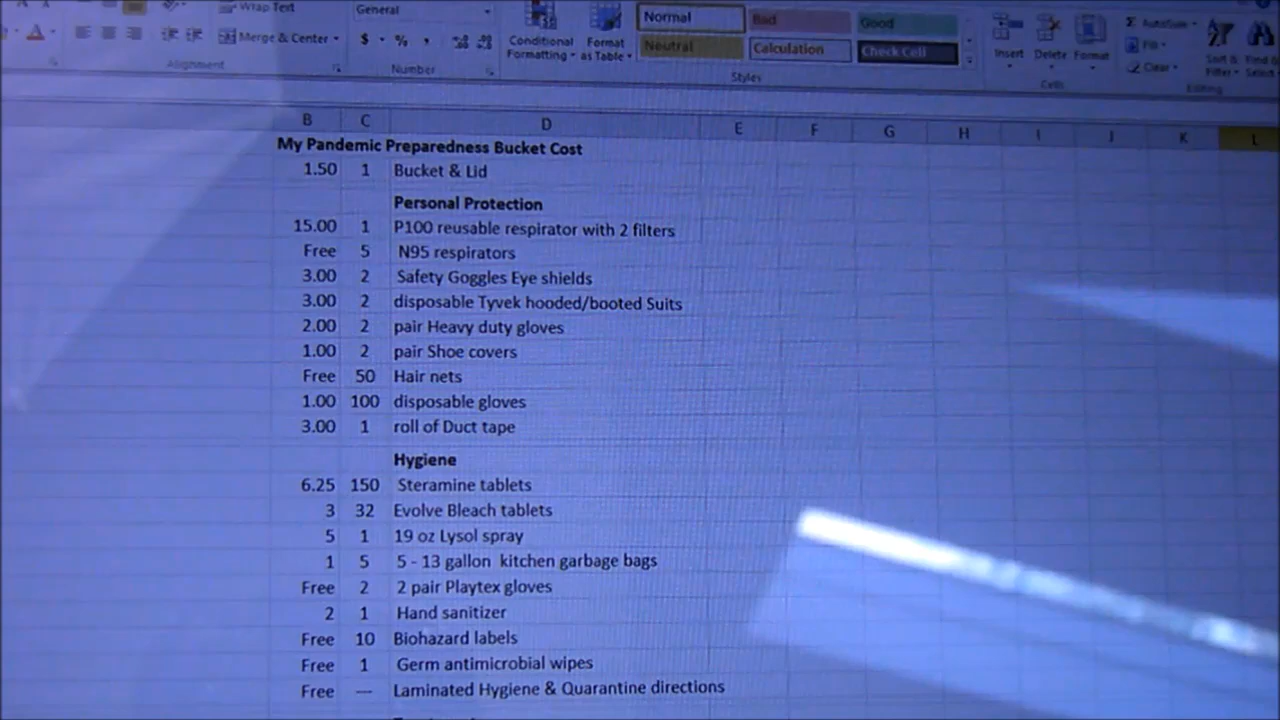 Wrap Text General Normal Bad Good AutoSum
Merge & Center $ % , Conditional Formatting Format as Table Neutral Calculation Check Cell Insert Delete Format Fill Clear Sort & Filter Find & Select
Alignment Number Styles Cells Editing
B C D E F G H I J K L
My Pandemic Preparedness Bucket Cost
1.50 1 Bucket & Lid
Personal Protection
15.00 1 P100 reusable respirator with 2 filters
Free 5 N95 respirators
3.00 2 Safety Goggles Eye shields
3.00 2 disposable Tyvek hooded/booted Suits
2.00 2 pair Heavy duty gloves
1.00 2 pair Shoe covers
Free 50 Hair nets
1.00 100 disposable gloves
3.00 1 roll of Duct tape
Hygiene
6.25 150 Steramine tablets
3 32 Evolve Bleach tablets
5 1 19 oz Lysol spray
1 5 5 - 13 gallon kitchen garbage bags
Free 2 2 pair Playtex gloves
2 1 Hand sanitizer
Free 10 Biohazard labels
Free 1 Germ antimicrobial wipes
Free — Laminated Hygiene & Quarantine directions